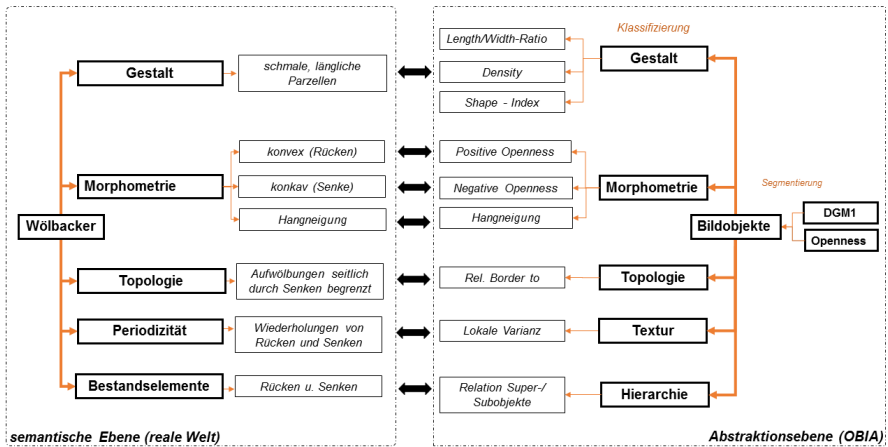 Gestalt
schmale, längliche
Parzellen
Morphometrie
konvex (Rücken)
konkav (Senke)
Hangneigung
Wölbacker
Topologie
Aufwölbungen seitlich
durch Senken begrenzt
Periodizität
Wiederholungen von
Rücken und Senken
Bestandselemente
Rücken u. Senken
semantische Ebene (reale Welt)
Klassifizierung
Length/Width-Ratio
Density
Shape - Index
Gestalt
Positive Openness
Negative Openness
Hangneigung
Morphometrie
Segmentierung
Bildobjekte
DGM1
Openness
Rel. Border to
Topologie
Lokale Varianz
Textur
Relation Super-/
Subobjekte
Hierarchie
Abstraktionsebene (OBIA)